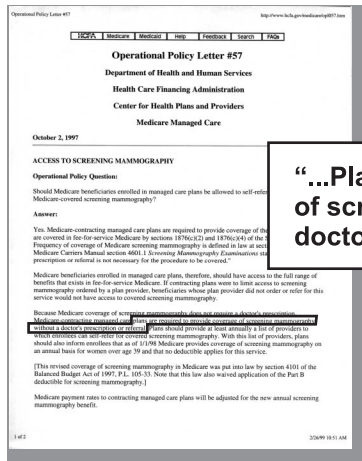 Operational Policy Letter #57
http://www.hcfa.gov/medicare/opl057.htm
HCFA Medicare Medicaid Help Feedback Search FAQs
Operational Policy Letter #57
Department of Health and Human Services
Health Care Financing Administration
Center for Health Plans and Providers
Medicare Managed Care
October 2, 1997
ACCESS TO SCREENING MAMMOGRAPHY
Operational Policy Question:
Should Medicare beneficiaries enrolled in managed care plans be allowed to self-refer
Medicare-covered screening mammography?
Answer:
Yes. Medicare-contracting managed care plans are required to provide coverage of the
are covered in fee-for-service Medicare by sections 1876(c)(2) and 1876(c)(4) of the
Frequency of coverage of Medicare screening mammography is defined in law at sect
Medicare Carriers Manual section 4601.1 Screening Mammography Examinations sta
prescription or referral is not necessary for the procedure to be covered."
Medicare beneficiaries enrolled in managed care plans, therefore, should have access to the full range of
benefits that exists in fee-for-service Medicare. If contracting plans were to limit access to screening
mammography ordered by a plan provider, beneficiaries whose plan provider did not order or refer for this
service would not have access to covered screening mammography.
Because Medicare coverage of screening mammography does not require a doctor's prescription,
Medicare-contracting managed care plans are required to provide coverage of screening mammography
without a doctor's prescription or referral. Plans should provide at least annually a list of providers to
which enrollees can self-refer for covered screening mammography. With this list of providers, plans
should also inform enrollees that as of 1/1/98 Medicare provides coverage of screening mammography on
an annual basis for women over age 39 and that no deductible applies for this service.
[This revised coverage of screening mammography in Medicare was put into law by section 4101 of the
Balanced Budget Act of 1997, P.L. 105-33. Note that this law also waived application of the Part B
deductible for screening mammography.]
Medicare payment rates to contracting managed care plans will be adjusted for the new annual screening
mammography benefit.
1 of 2
2/26/99 10:51 AM
“...Pla
of scr
docto